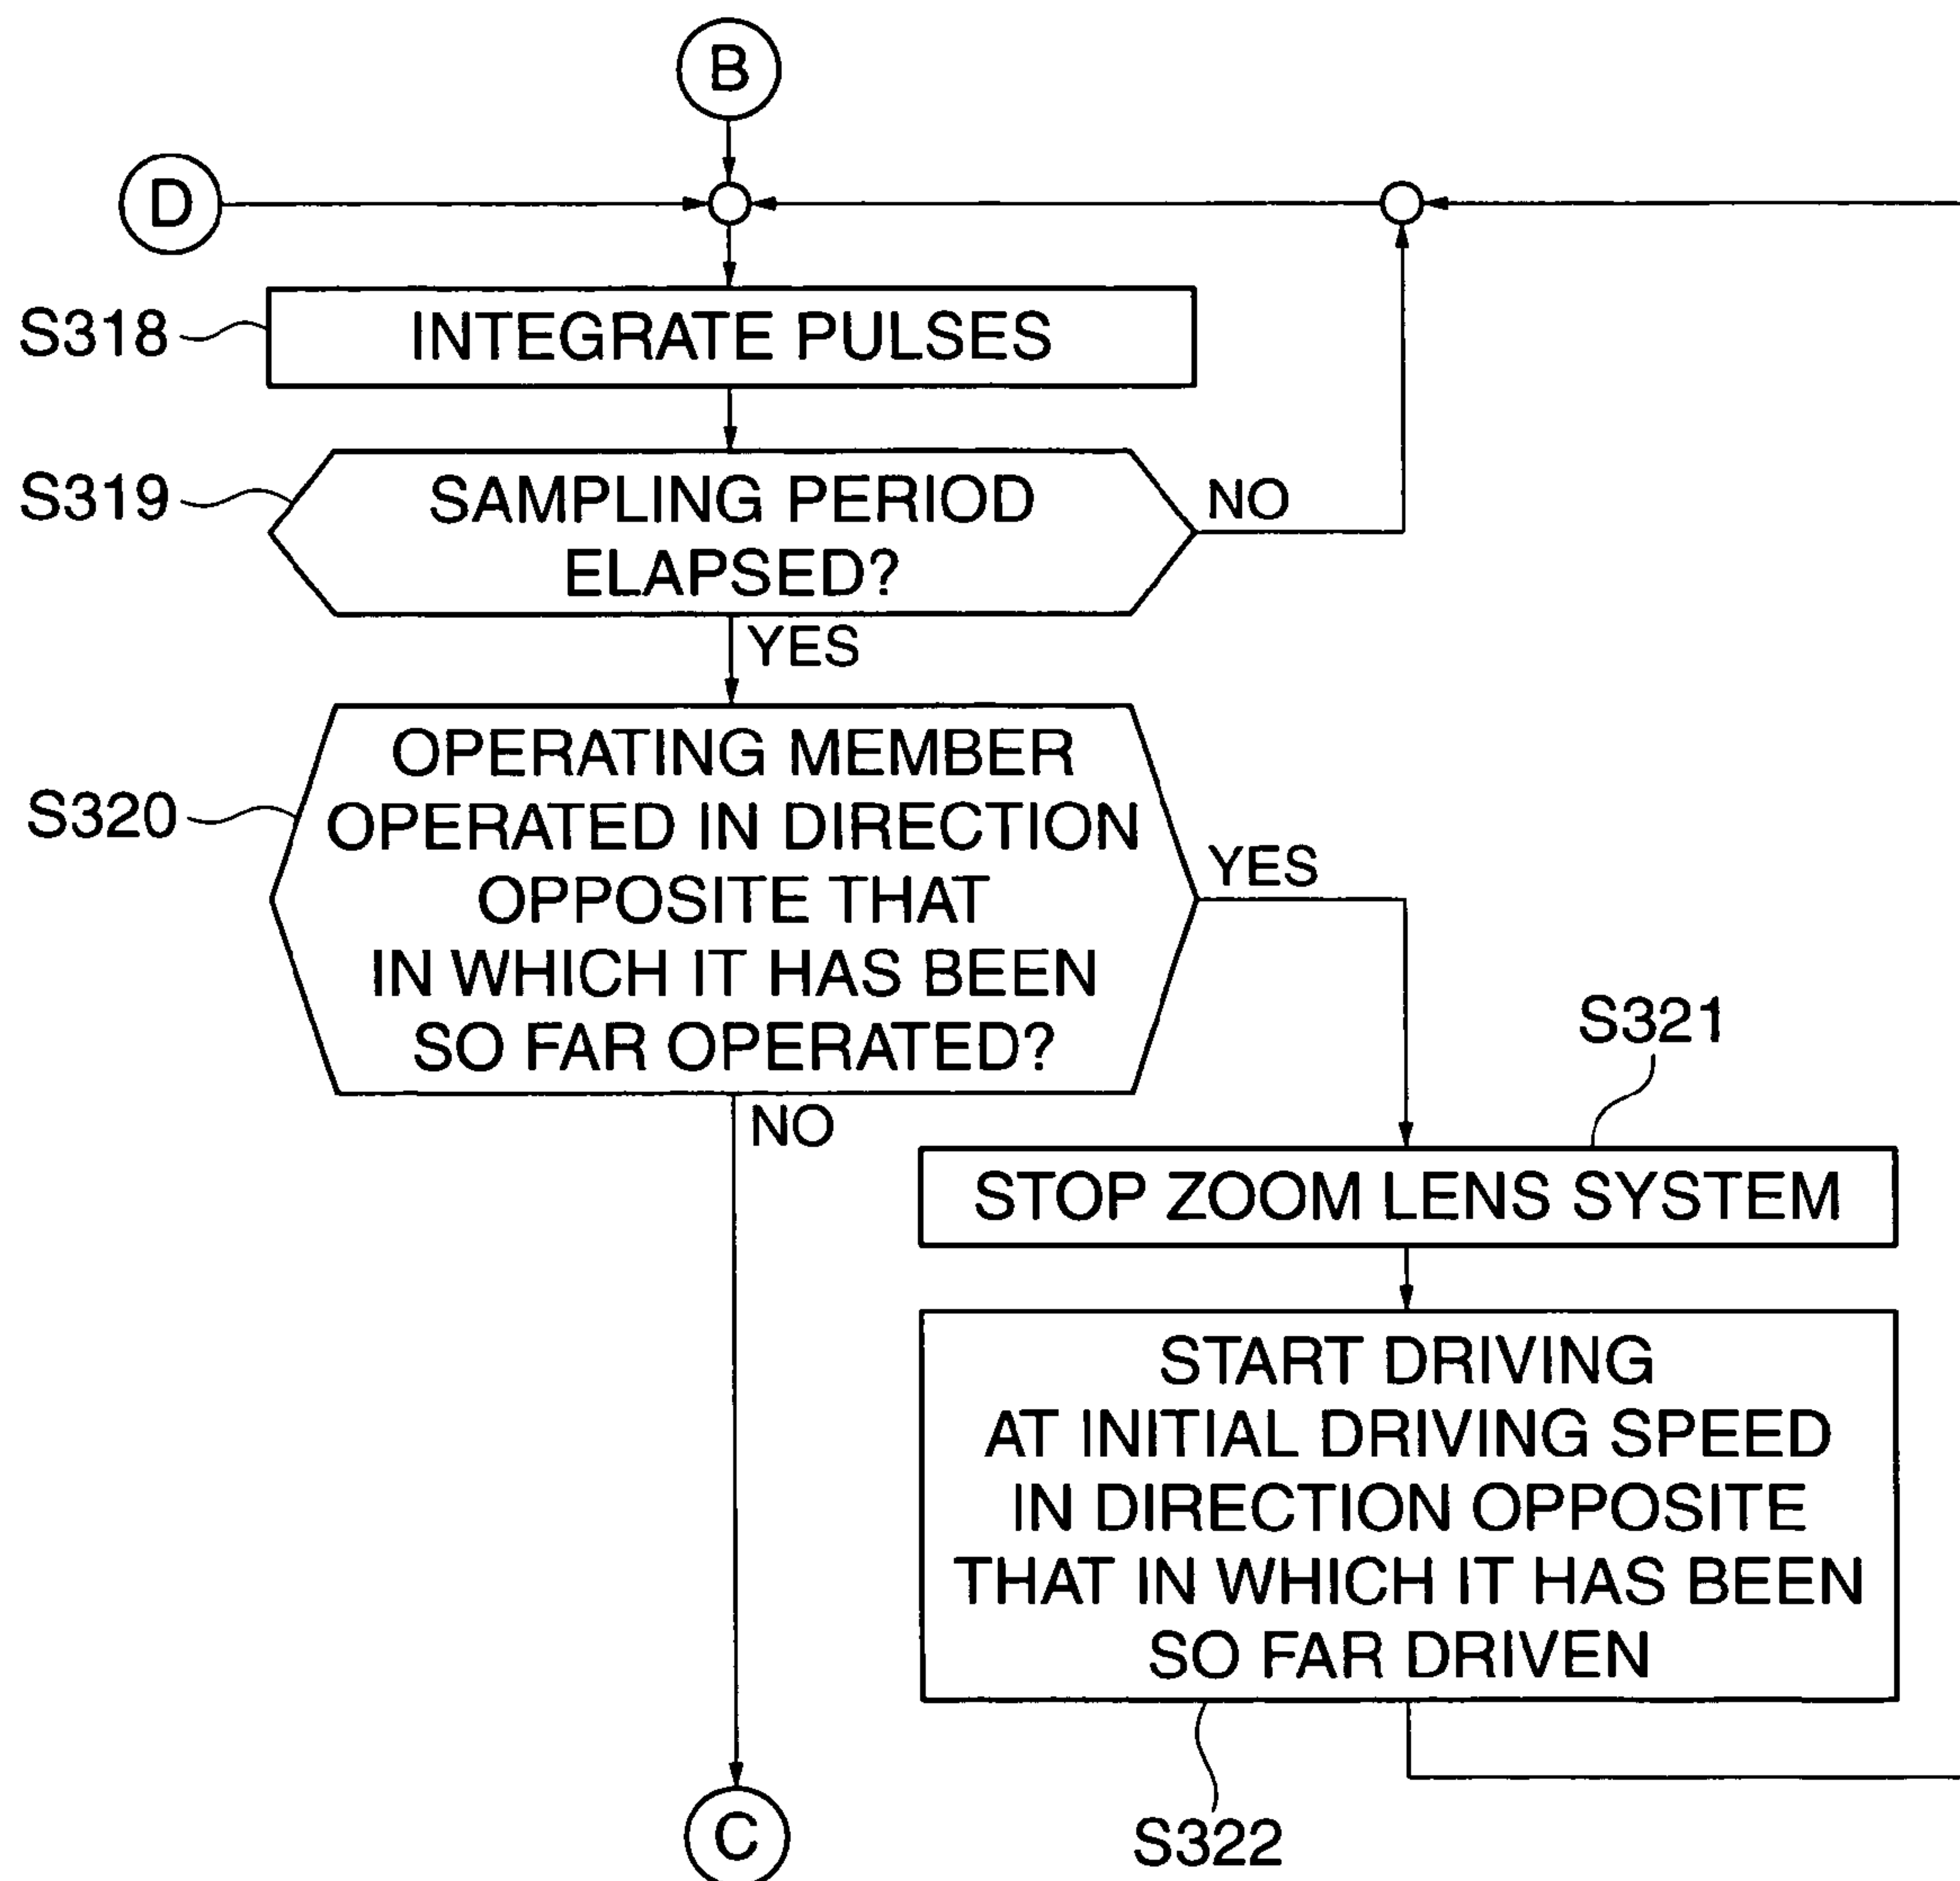 B
D
S318
INTEGRATE PULSES
S319
SAMPLING PERIOD
ELAPSED?
NO
YES
S320
OPERATING MEMBER
OPERATED IN DIRECTION
OPPOSITE THAT
IN WHICH IT HAS BEEN
SO FAR OPERATED?
YES
NO
S321
STOP ZOOM LENS SYSTEM
START DRIVING
AT INITIAL DRIVING SPEED
IN DIRECTION OPPOSITE
THAT IN WHICH IT HAS BEEN
SO FAR DRIVEN
S322
C